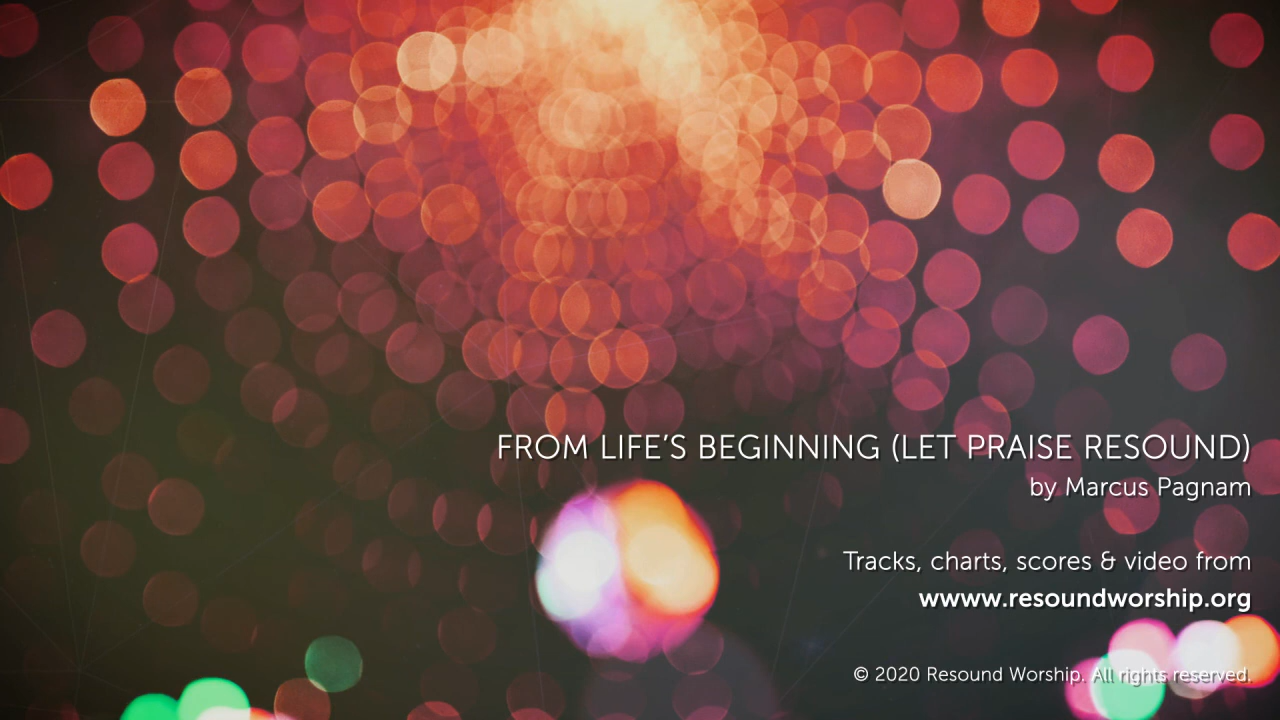 FROM LIFE’S BEGINNING (LET PRAISE RESOUND)
by Marcus Pagnam
Tracks, charts, scores & video from
wwww.resoundworship.org
© 2020 Resound Worship. All rights reserved.